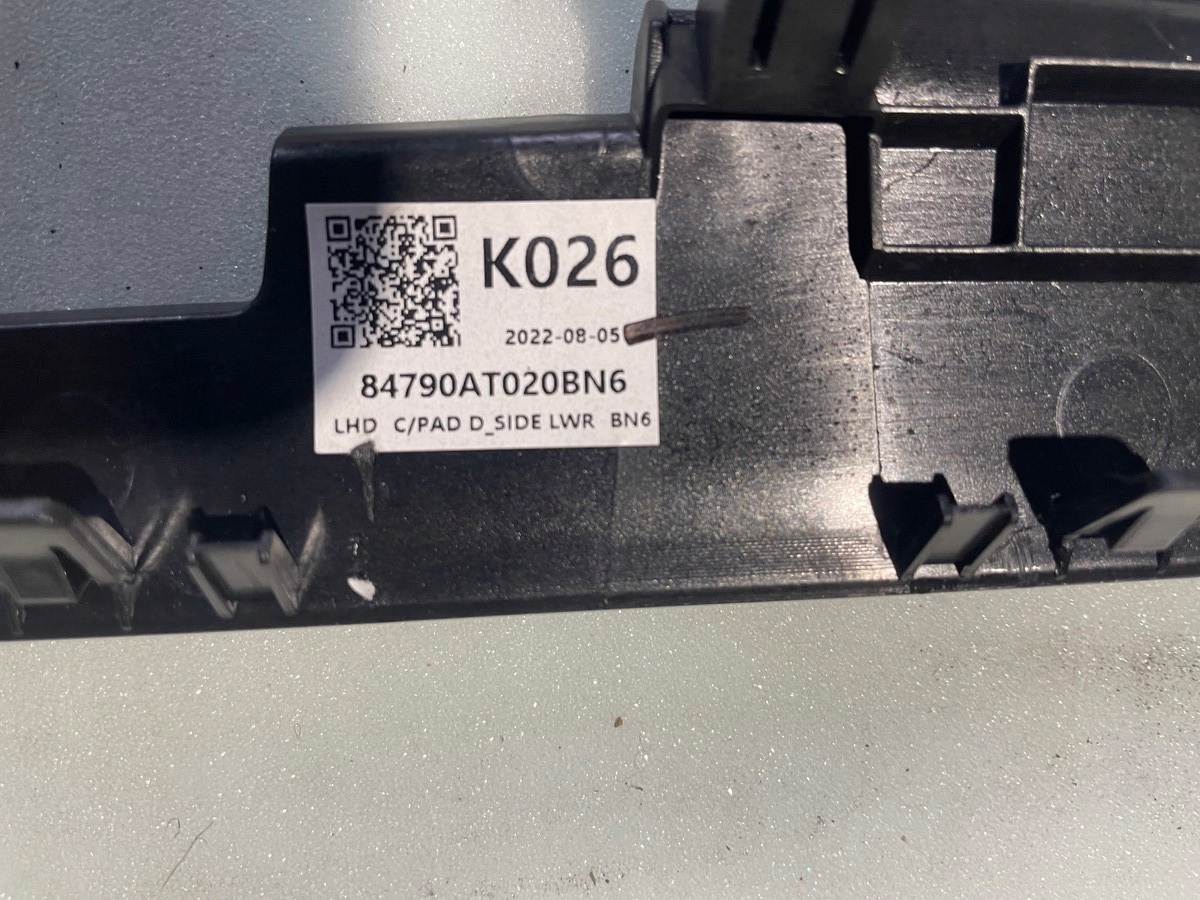 K026
2022-08-05
84790AT020BN6
LHD C/PAD D_SIDE LWR BN6